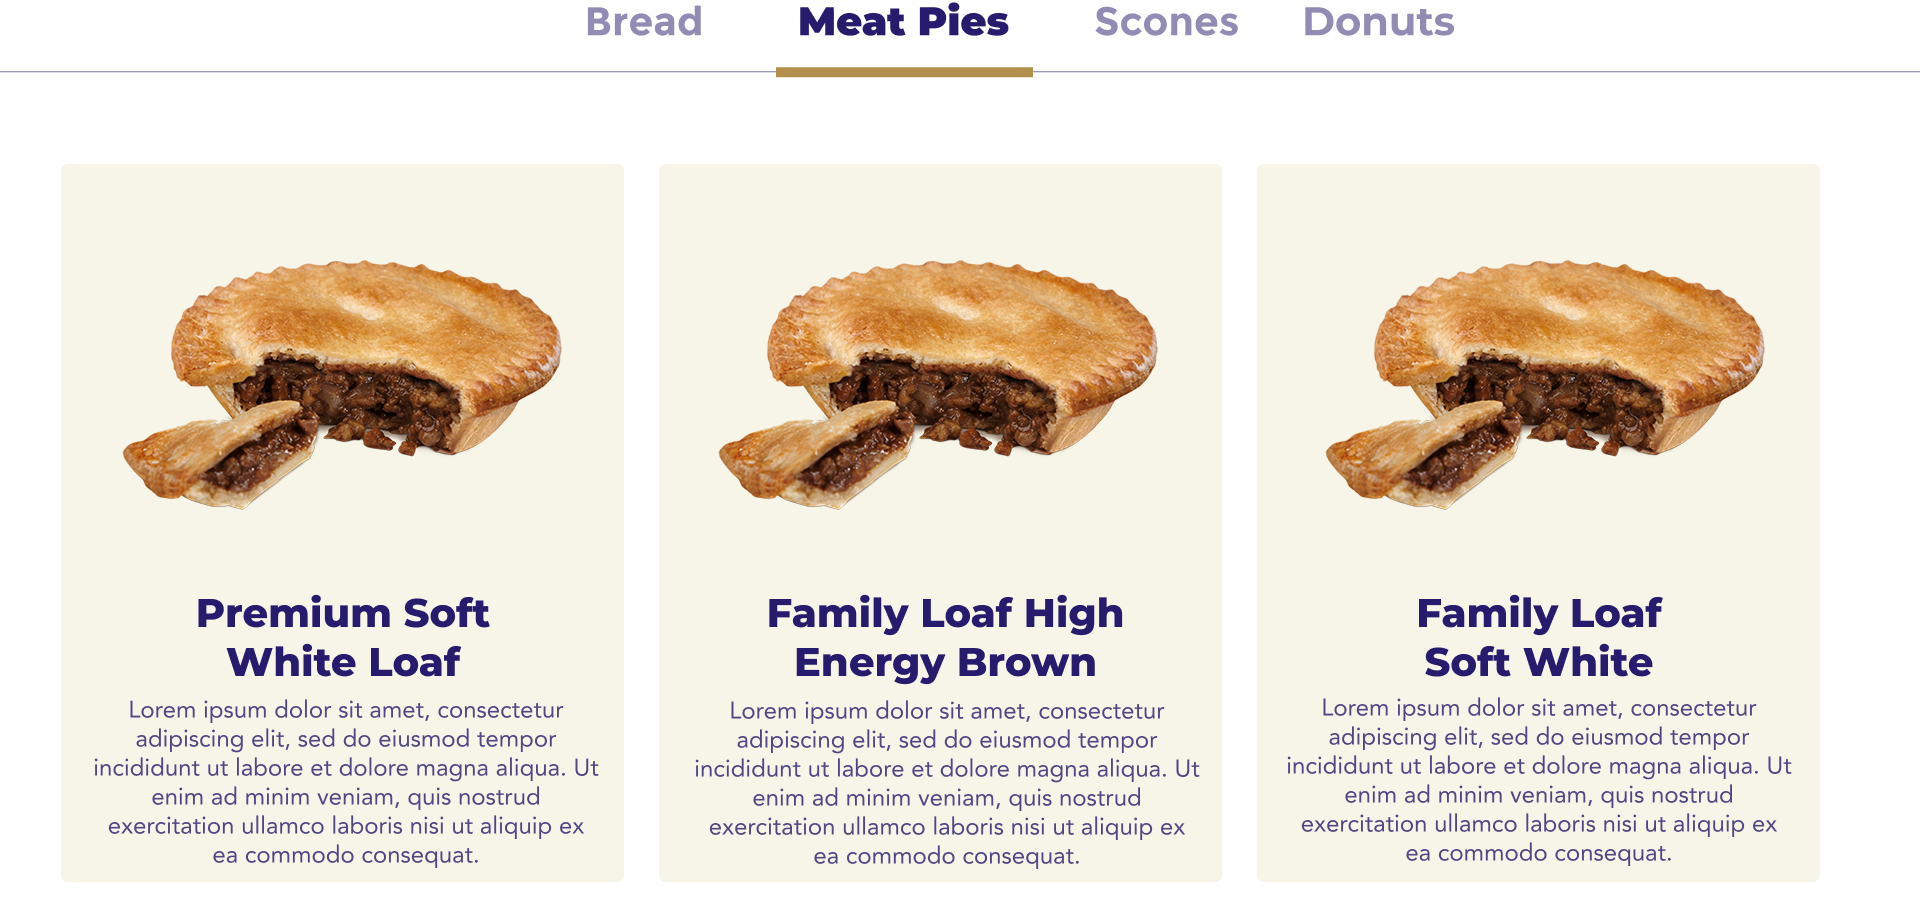 Bread Meat Pies Scones Donuts
Premium Soft
White Loaf
Lorem ipsum dolor sit amet, consectetur
adipiscing elit, sed do eiusmod tempor
incididunt ut labore et dolore magna aliqua. Ut
enim ad minim veniam, quis nostrud
exercitation ullamco laboris nisi ut aliquip ex
ea commodo consequat.
Family Loaf High
Energy Brown
Lorem ipsum dolor sit amet, consectetur
adipiscing elit, sed do eiusmod tempor
incididunt ut labore et dolore magna aliqua. Ut
enim ad minim veniam, quis nostrud
exercitation ullamco laboris nisi ut aliquip ex
ea commodo consequat.
Family Loaf
Soft White
Lorem ipsum dolor sit amet, consectetur
adipiscing elit, sed do eiusmod tempor
incididunt ut labore et dolore magna aliqua. Ut
enim ad minim veniam, quis nostrud
exercitation ullamco laboris nisi ut aliquip ex
ea commodo consequat.